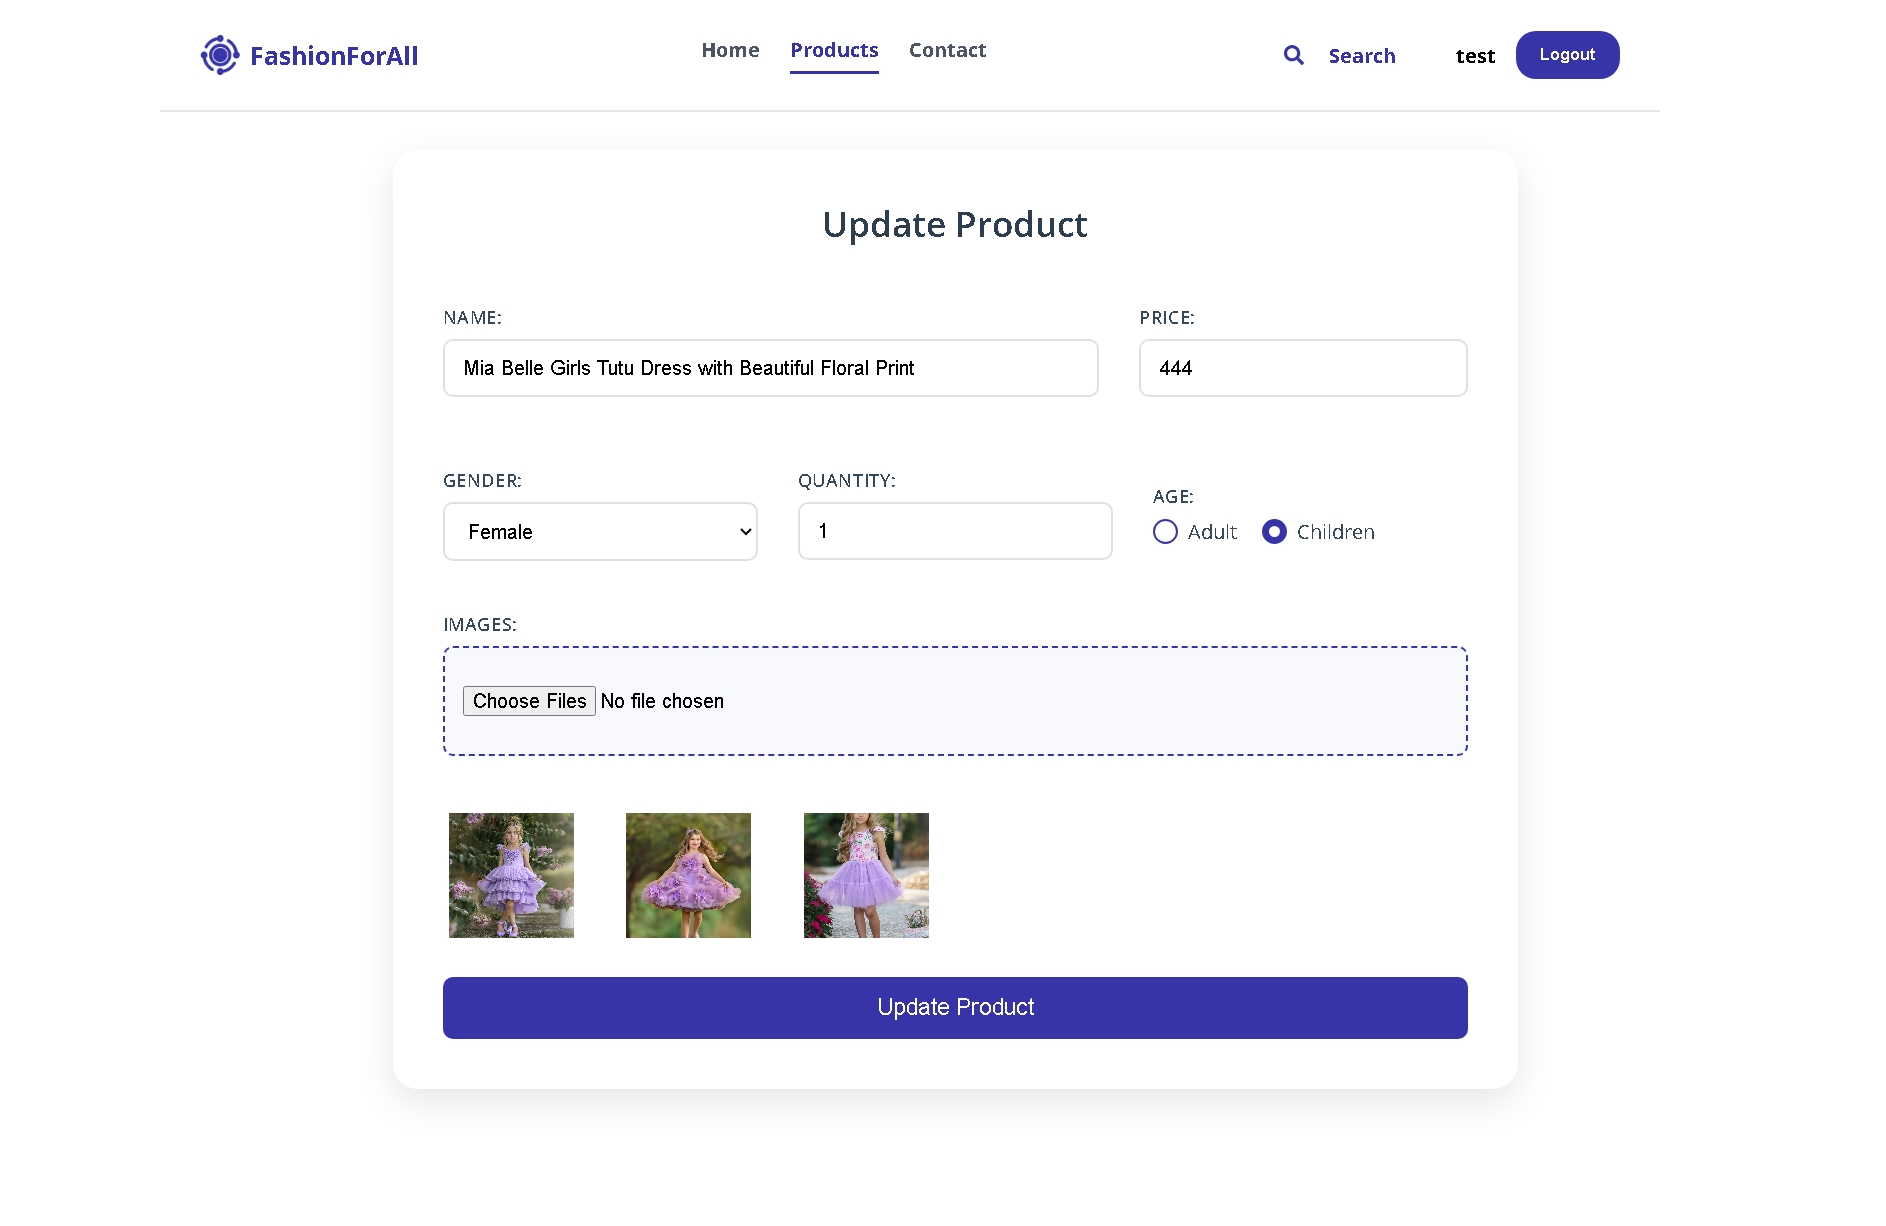 FashionForAll
Home Products Contact
Search test Logout
Update Product
NAME: PRICE:
Mia Belle Girls Tutu Dress with Beautiful Floral Print 444
GENDER: QUANTITY: AGE:
Female 1 Adult Children
IMAGES:
Choose Files No file chosen
Update Product